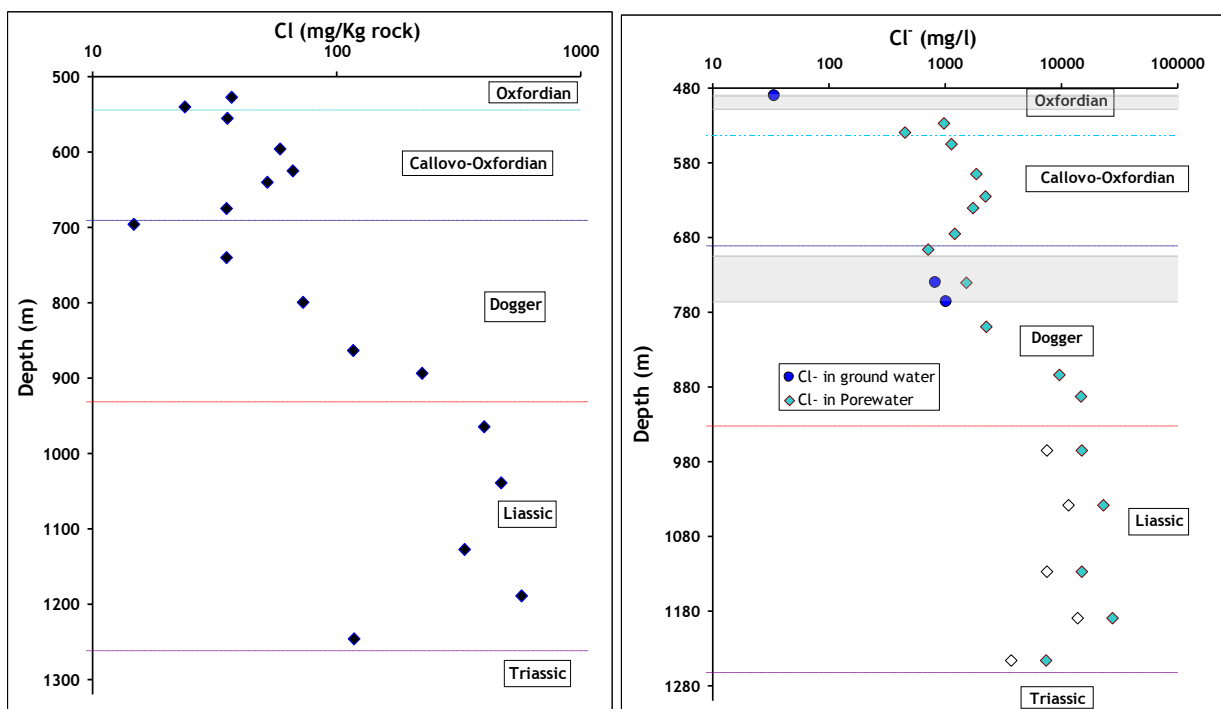 Cl (mg/Kg rock)
10 100 1000
Depth (m)
500
600
700
800
900
1000
1100
1200
1300
Oxfordian
Callovo-Oxfordian
Dogger
Liassic
Triassic
Cl⁻ (mg/l)
10 100 1000 10000 100000
Depth (m)
480
580
680
780
880
980
1080
1180
1280
Oxfordian
Callovo-Oxfordian
Dogger
Cl- in ground water
Cl- in Porewater
Liassic
Triassic